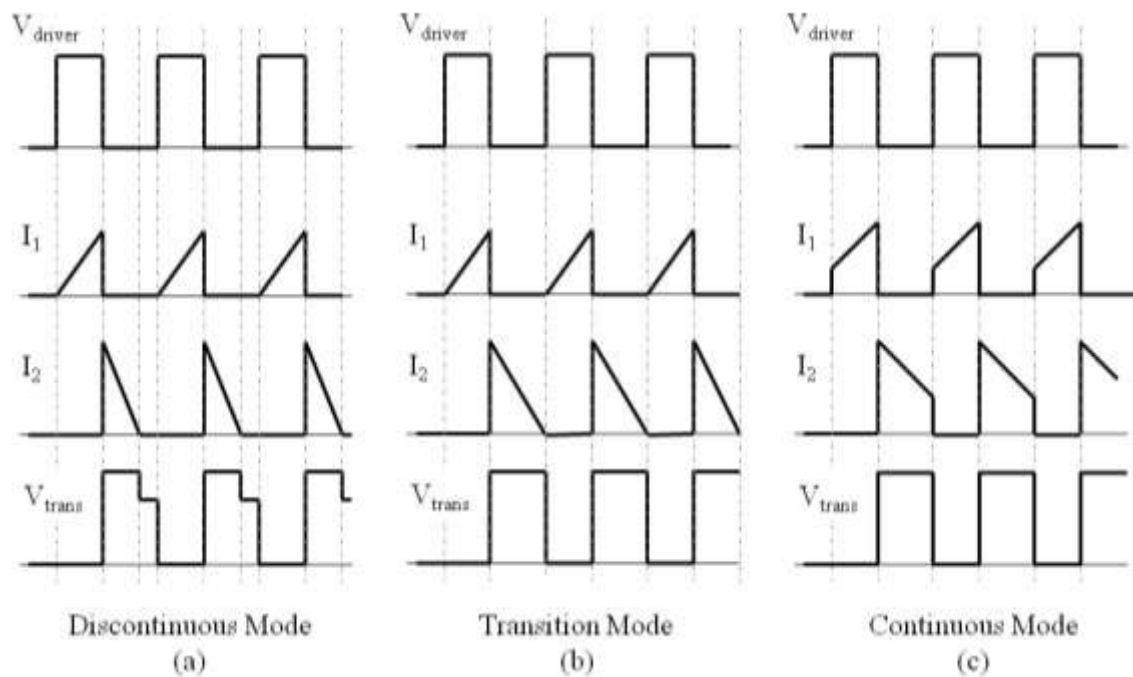 V_driver
I_1
I_2
V_trans
Discontinuous Mode
(a)
V_driver
I_1
I_2
V_trans
Transition Mode
(b)
V_driver
I_1
I_2
V_trans
Continuous Mode
(c)